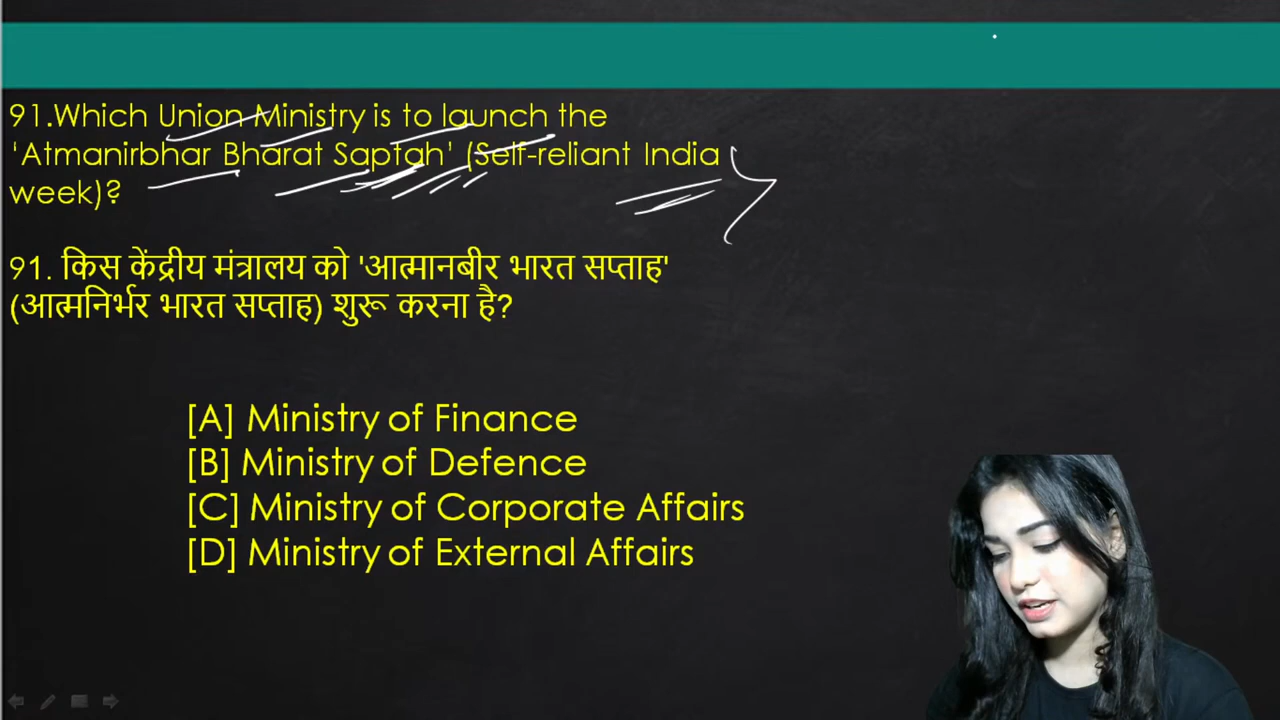 91.Which Union Ministry is to launch the
‘Atmanirbhar Bharat Saptah’ (Self-reliant India
week)?
91. किस केंद्रीय मंत्रालय को 'आत्मानबीर भारत सप्ताह'
(आत्मनिर्भर भारत सप्ताह) शुरू करना है?
[A] Ministry of Finance
[B] Ministry of Defence
[C] Ministry of Corporate Affairs
[D] Ministry of External Affairs